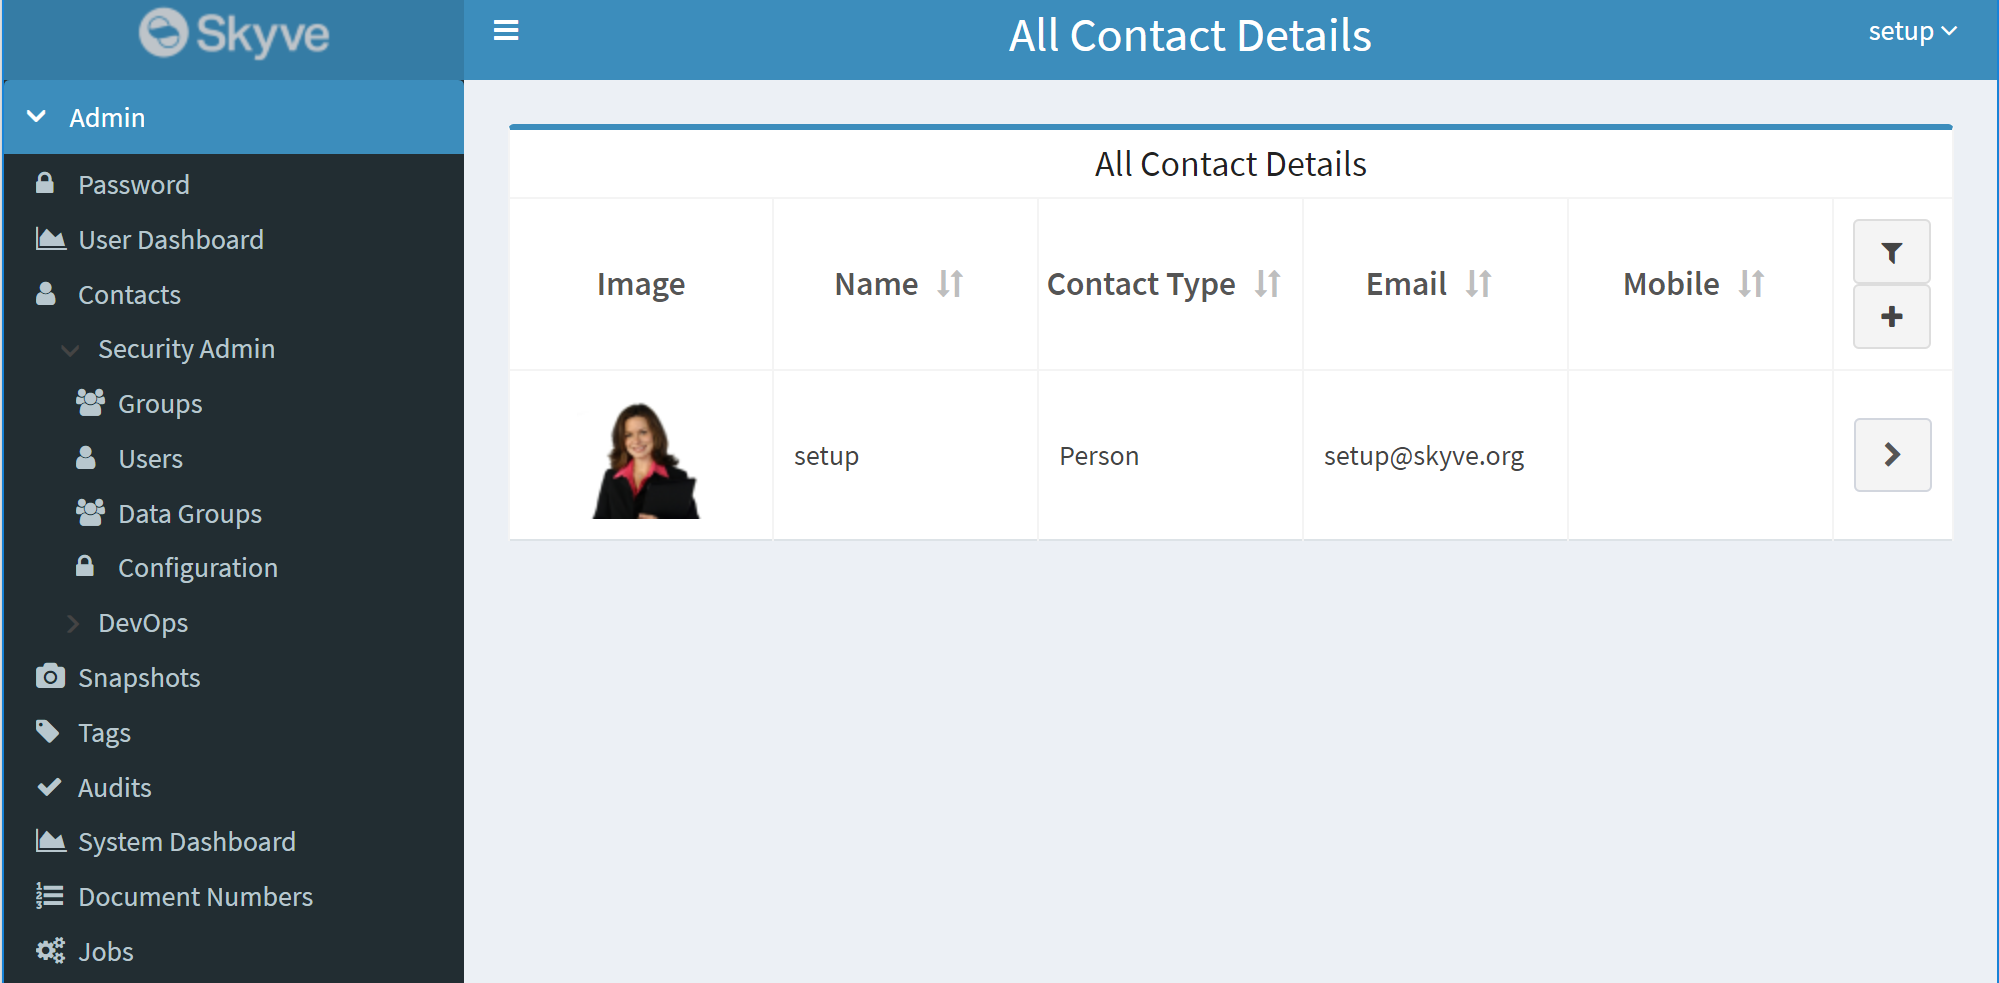 Skyve
All Contact Details
setup
Admin
Password
User Dashboard
Contacts
Security Admin
Groups
Users
Data Groups
Configuration
DevOps
Snapshots
Tags
Audits
System Dashboard
Document Numbers
Jobs
All Contact Details
Image Name Contact Type Email Mobile
setup Person setup@skyve.org